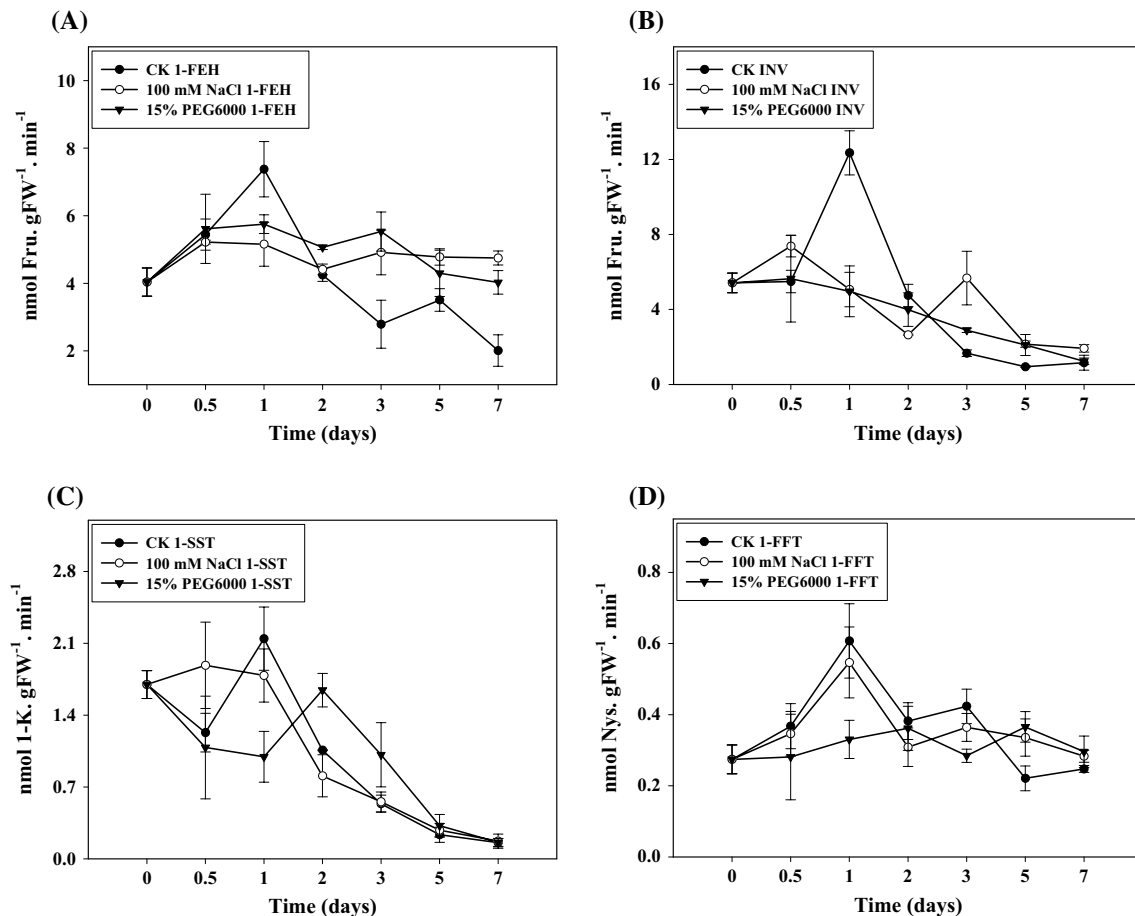 (A)
CK 1-FEH
100 mM NaCl 1-FEH
15% PEG6000 1-FEH
nmol Fru. gFW⁻¹. min⁻¹
10
8
6
4
2
0 0.5 1 2 3 5 7
Time (days)
(B)
CK INV
100 mM NaCl INV
15% PEG6000 INV
nmol Fru. gFW⁻¹. min⁻¹
16
12
8
4
0
0 0.5 1 2 3 5 7
Time (days)
(C)
CK 1-SST
100 mM NaCl 1-SST
15% PEG6000 1-SST
nmol 1-K. gFW⁻¹. min⁻¹
2.8
2.1
1.4
0.7
0.0
0 0.5 1 2 3 5 7
Time (days)
(D)
CK 1-FFT
100 mM NaCl 1-FFT
15% PEG6000 1-FFT
nmol Nys. gFW⁻¹. min⁻¹
0.8
0.6
0.4
0.2
0.0
0 0.5 1 2 3 5 7
Time (days)